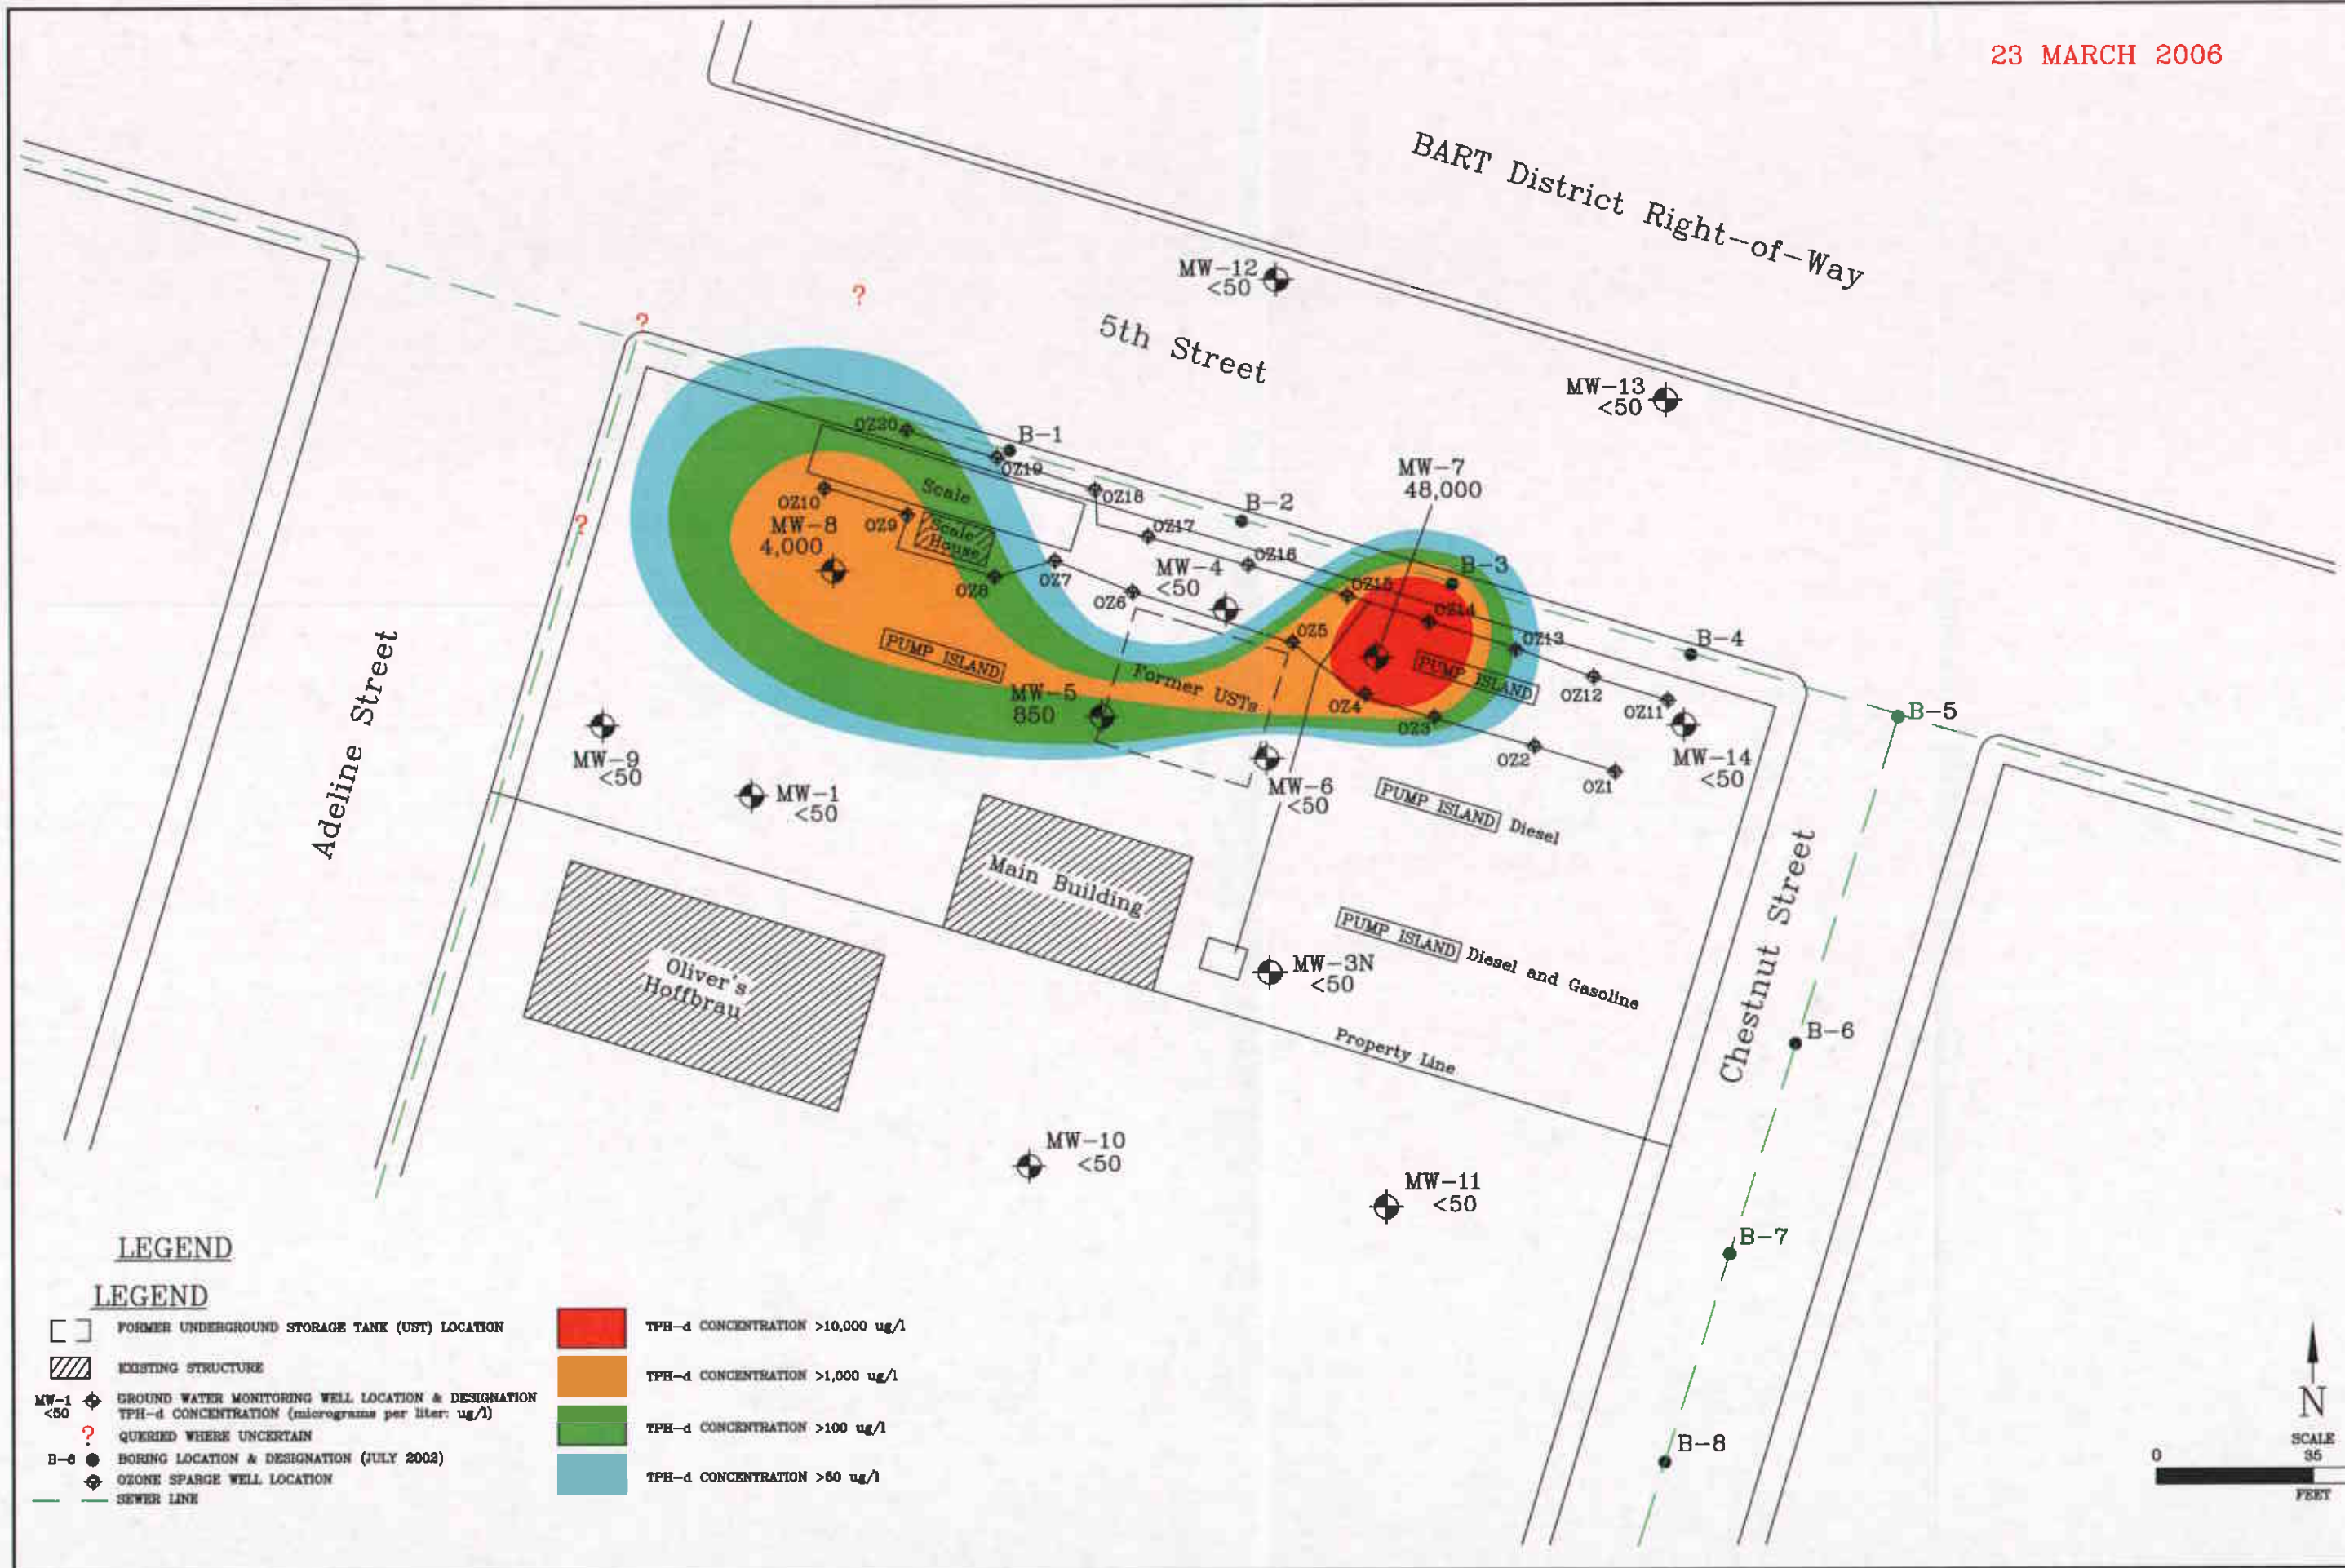 23 MARCH 2006
BART District Right-of-Way
MW-12
<50
?
?
5th Street
MW-13
<50
OZ20
B-1
OZ19
MW-7
48,000
Scale
OZ18
B-2
OZ10
?
MW-8
4,000
OZ9
Scale
House
OZ17
OZ16
MW-4
<50
B-3
OZ8
OZ7
OZ6
OZ15
OZ14
OZ5
OZ13
B-4
PUMP ISLAND
Former USTs
PUMP ISLAND
MW-5
850
OZ4
OZ12
OZ11
B-5
OZ3
MW-9
<50
OZ2
MW-14
<50
Adeline Street
MW-1
<50
MW-6
<50
OZ1
PUMP ISLAND Diesel
Main Building
Chestnut Street
PUMP ISLAND Diesel and Gasoline
Oliver's
Hoffbrau
MW-3N
<50
Property Line
B-6
MW-10
<50
MW-11
<50
B-7
B-8
LEGEND
LEGEND
FORMER UNDERGROUND STORAGE TANK (UST) LOCATION
EXISTING STRUCTURE
MW-1
<50
GROUND WATER MONITORING WELL LOCATION & DESIGNATION
TPH-d CONCENTRATION (micrograms per liter: ug/l)
? QUERIED WHERE UNCERTAIN
B-6 BORING LOCATION & DESIGNATION (JULY 2002)
OZONE SPARGE WELL LOCATION
SEWER LINE
TPH-d CONCENTRATION >10,000 ug/l
TPH-d CONCENTRATION >1,000 ug/l
TPH-d CONCENTRATION >100 ug/l
TPH-d CONCENTRATION >50 ug/l
N
SCALE
0 35
FEET